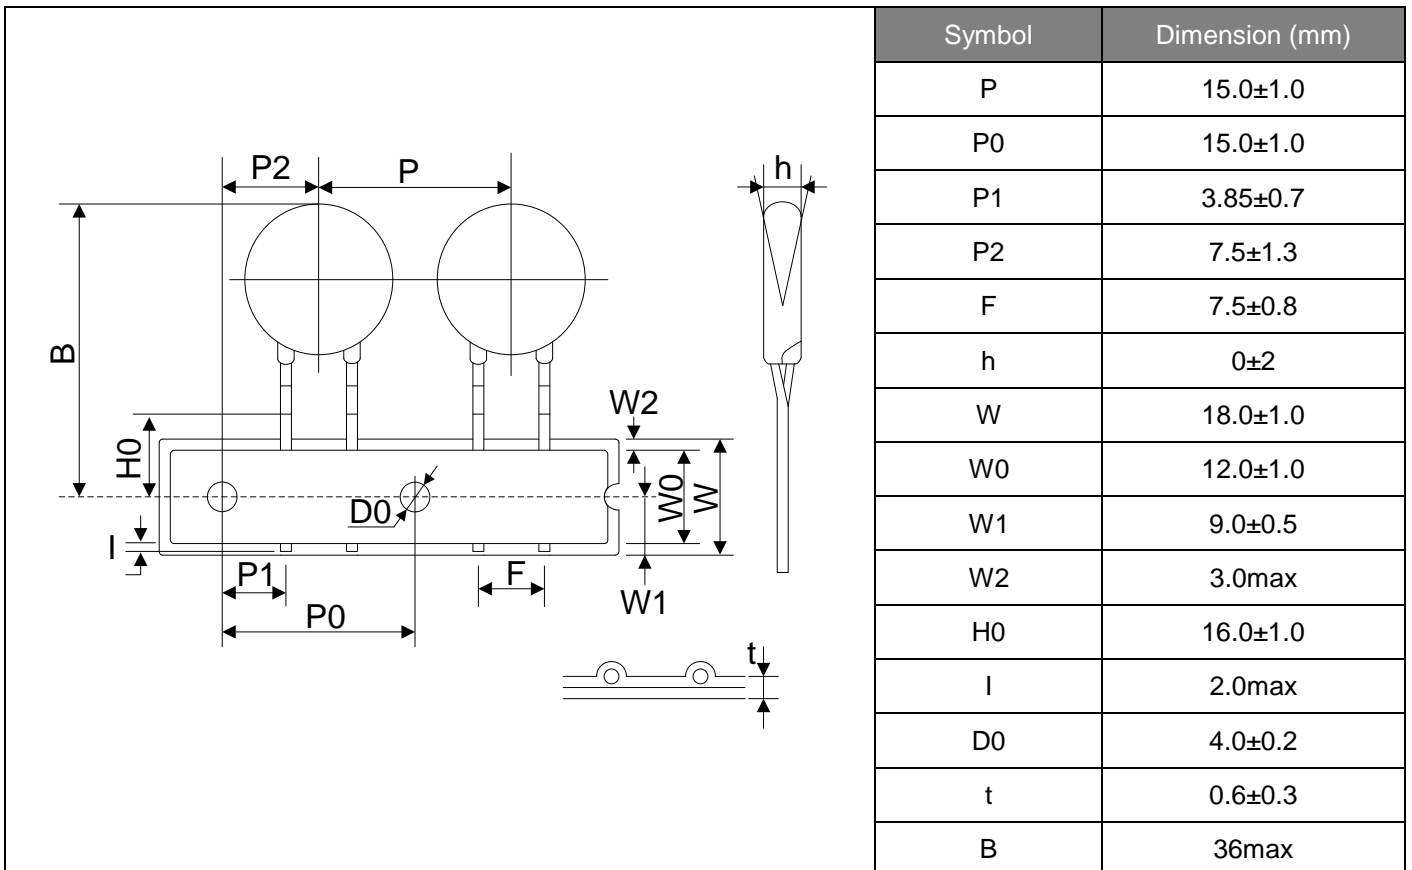 P2
P
h
B
H0
W2
W0
W
D0
I
P1
F
W1
P0
t
Symbol Dimension (mm)
P 15.0±1.0
P0 15.0±1.0
P1 3.85±0.7
P2 7.5±1.3
F 7.5±0.8
h 0±2
W 18.0±1.0
W0 12.0±1.0
W1 9.0±0.5
W2 3.0max
H0 16.0±1.0
I 2.0max
D0 4.0±0.2
t 0.6±0.3
B 36max